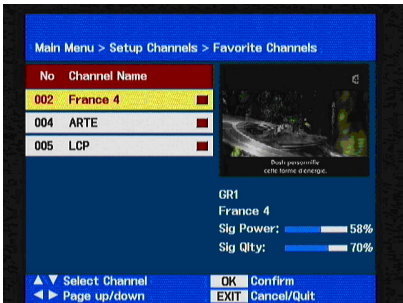 Main Menu > Setup Channels > Favorite Channels
No Channel Name
002 France 4
004 ARTE
005 LCP
Dash personnifie
cette forme d'energie.
GR1
France 4
Sig Power: 58%
Sig Qlty: 70%
Select Channel OK Confirm
Page up/down EXIT Cancel/Quit